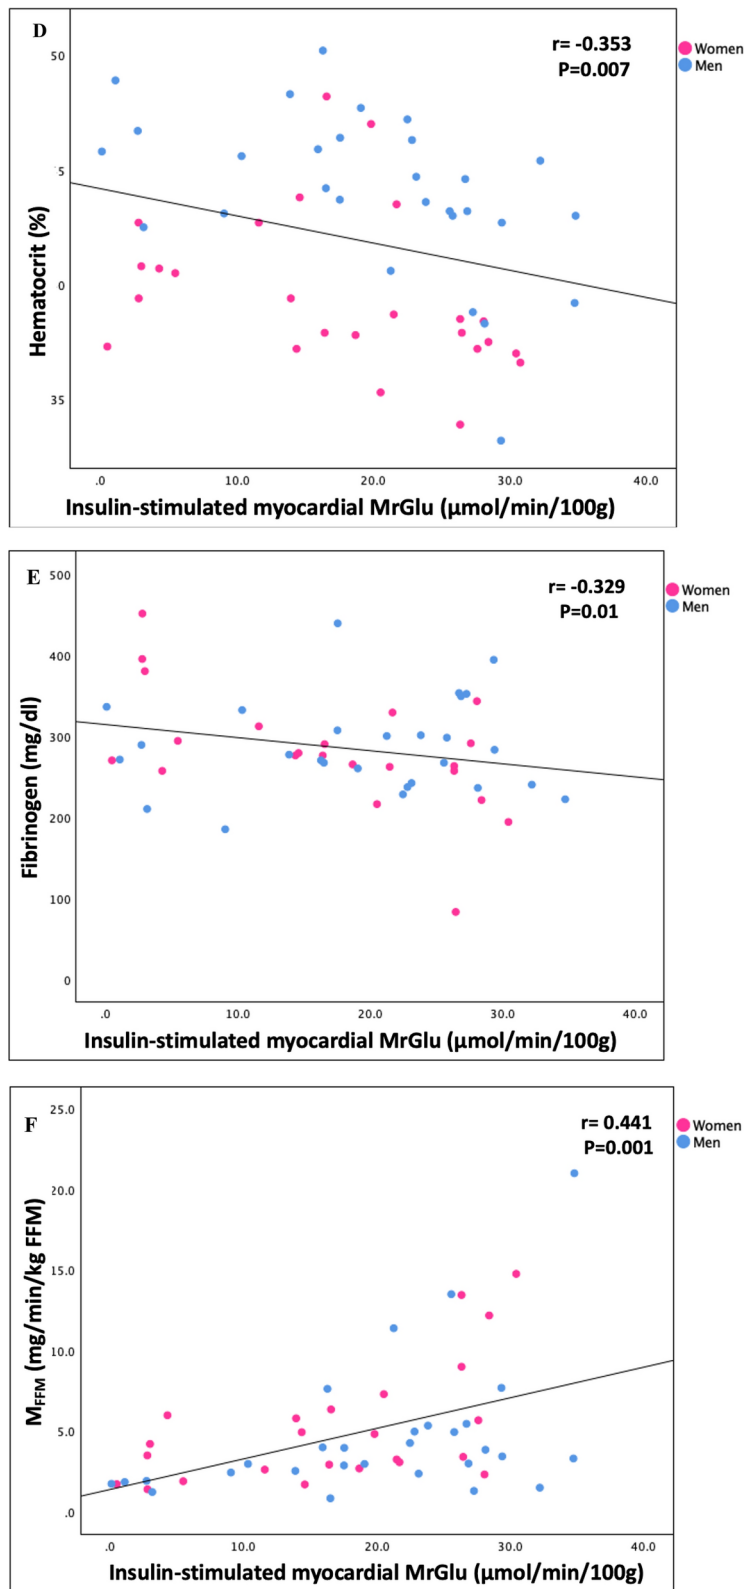 D
r= -0.353
P=0.007
Women
Men
50
5
0
35
Hematocrit (%)
.0 10.0 20.0 30.0 40.0
Insulin-stimulated myocardial MrGlu (µmol/min/100g)
E
r= -0.329
P=0.01
Women
Men
500
400
300
200
100
0
Fibrinogen (mg/dl)
.0 10.0 20.0 30.0 40.0
Insulin-stimulated myocardial MrGlu (µmol/min/100g)
F
r= 0.441
P=0.001
Women
Men
25.0
20.0
15.0
10.0
5.0
.0
MFFM (mg/min/kg FFM)
.0 10.0 20.0 30.0 40.0
Insulin-stimulated myocardial MrGlu (µmol/min/100g)